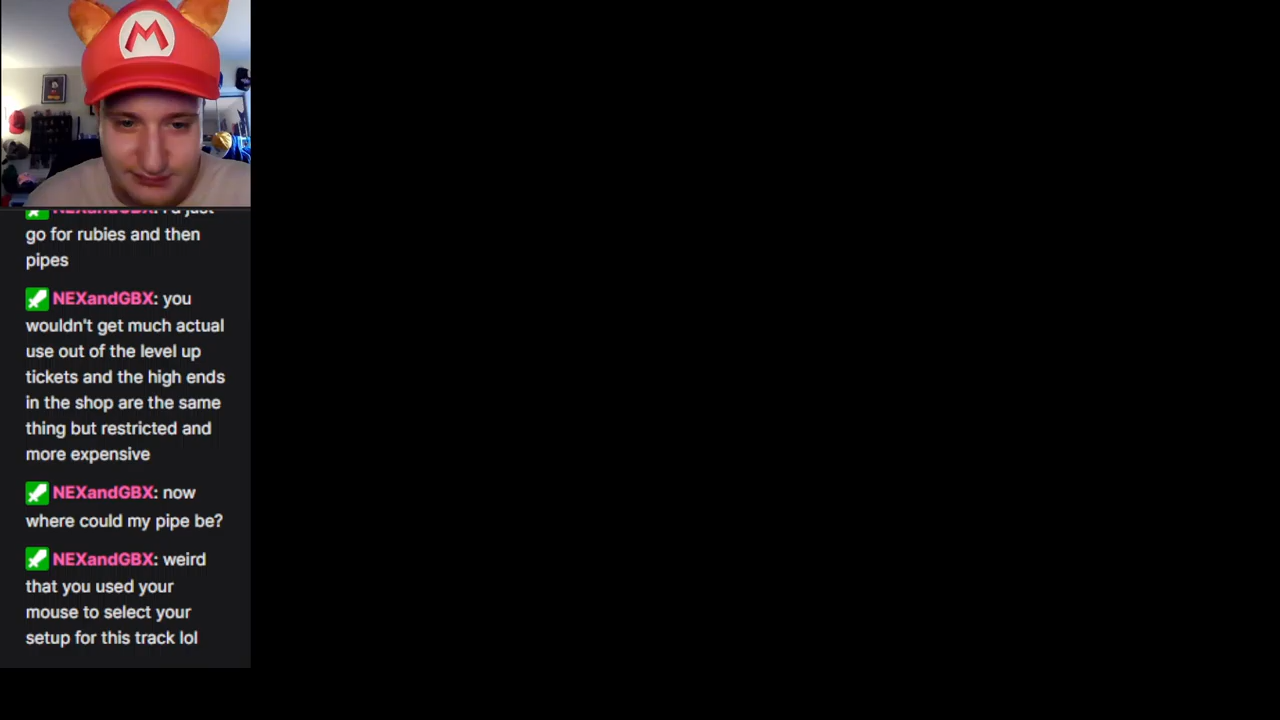 M
NEXandGBX: I'd just
go for rubies and then
pipes
NEXandGBX: you
wouldn't get much actual
use out of the level up
tickets and the high ends
in the shop are the same
thing but restricted and
more expensive
NEXandGBX: now
where could my pipe be?
NEXandGBX: weird
that you used your
mouse to select your
setup for this track lol